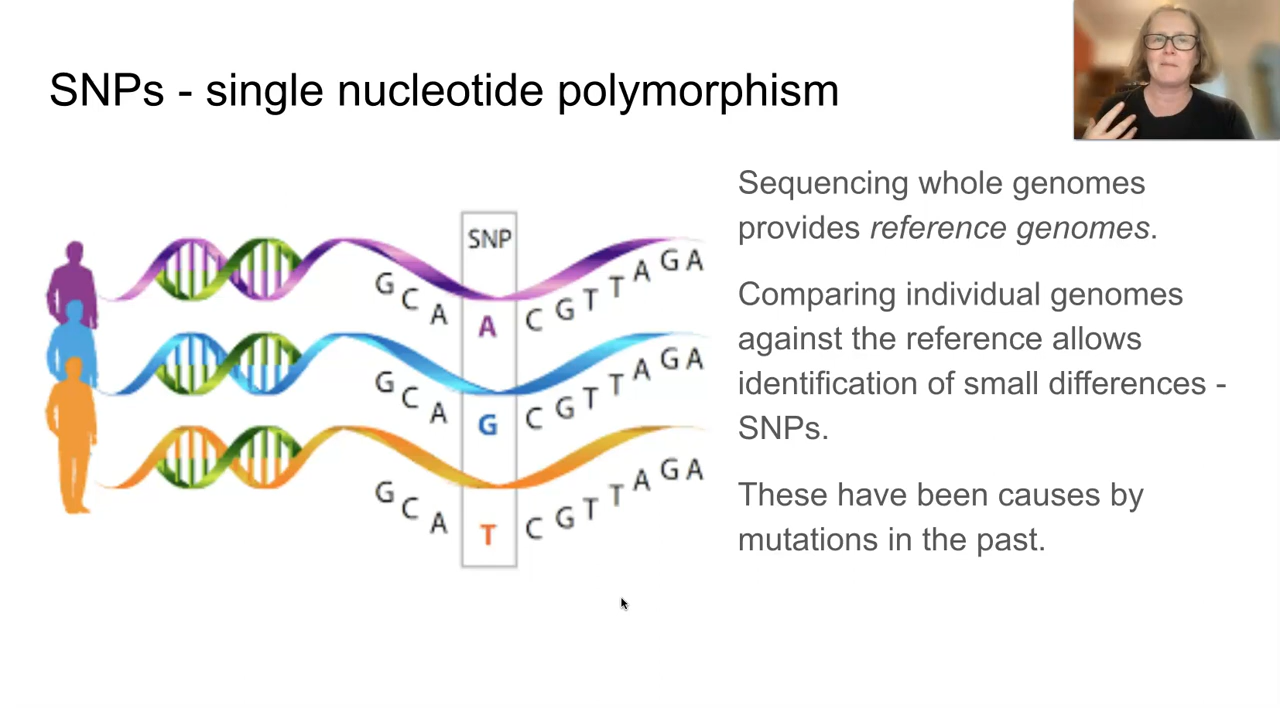 SNPs - single nucleotide polymorphism
SNP
G C A A C G T T A G A
G C A G C G T T A G A
G C A T C G T T A G A
Sequencing whole genomes
provides reference genomes.
Comparing individual genomes
against the reference allows
identification of small differences -
SNPs.
These have been causes by
mutations in the past.